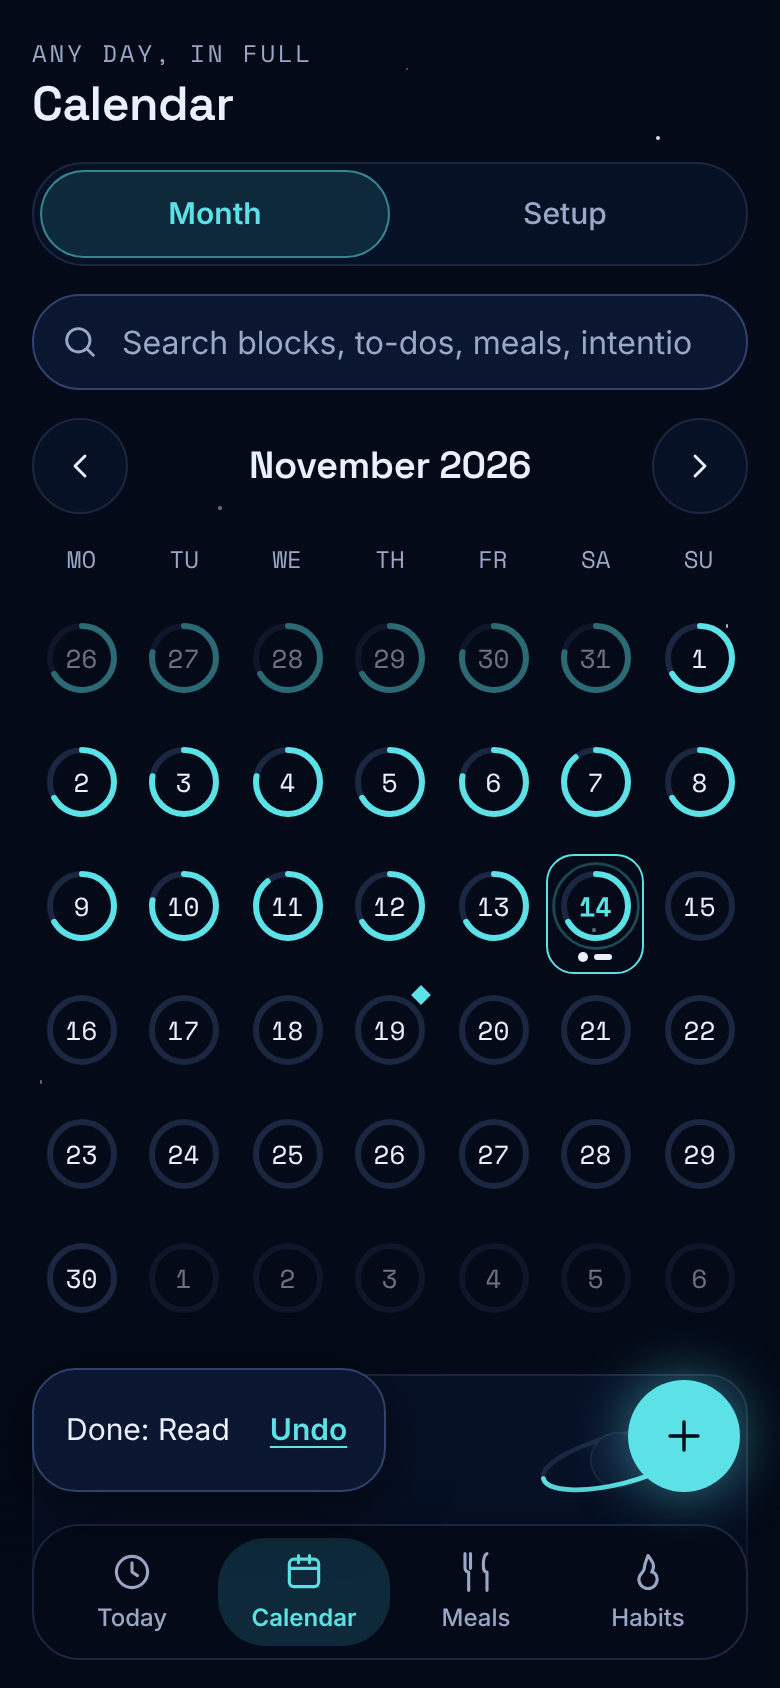 ANY DAY, IN FULL
Calendar
Month Setup
Search blocks, to-dos, meals, intentio
November 2026
MO TU WE TH FR SA SU
26 27 28 29 30 31 1
2 3 4 5 6 7 8
9 10 11 12 13 14 15
16 17 18 19 20 21 22
23 24 25 26 27 28 29
30 1 2 3 4 5 6
Done: Read Undo
Today Calendar Meals Habits